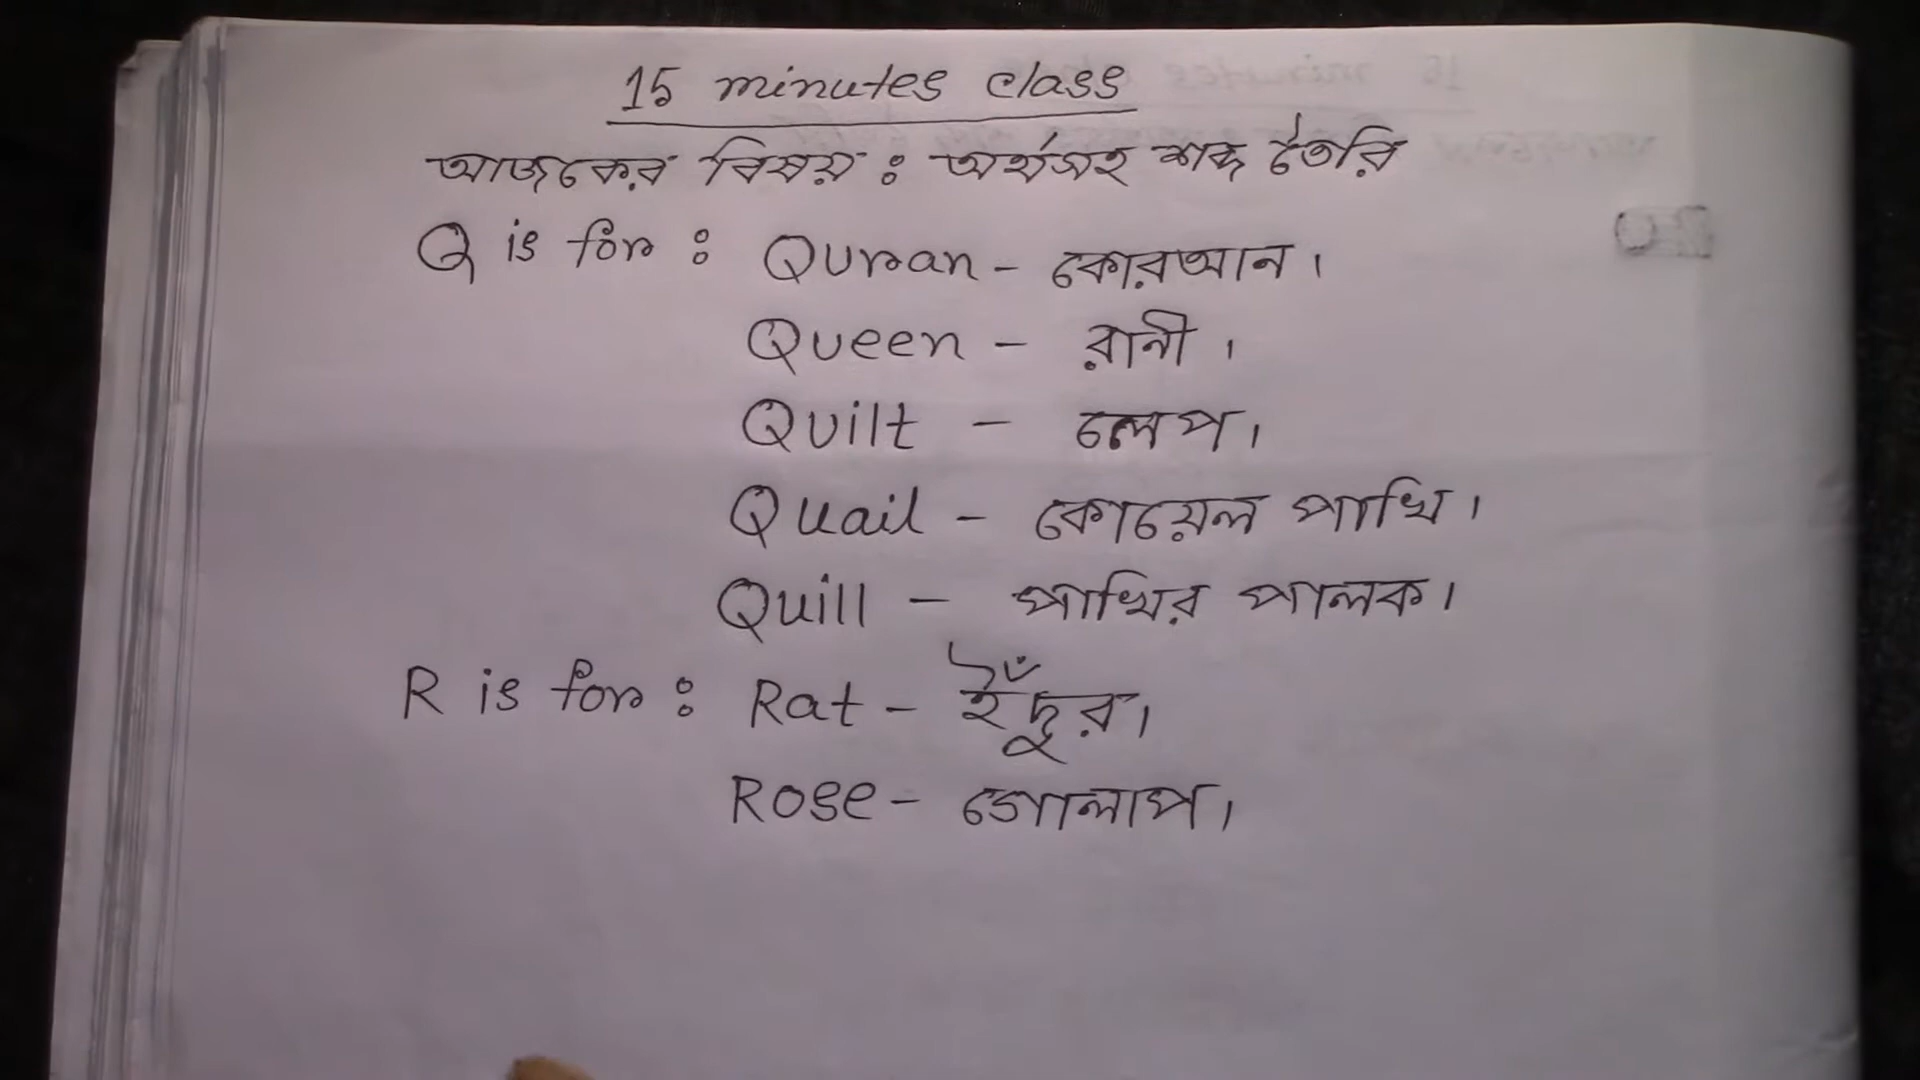 15 minutes class
আজকের বিষয় : অর্থসহ শব্দ তৈরি
Q is for : Quran - কোরআন।
Queen - রানী।
Quilt - লেপ।
Quail - কোয়েল পাখি।
Quill - পাখির পালক।
R is for : Rat - ইঁদুর।
Rose - গোলাপ।